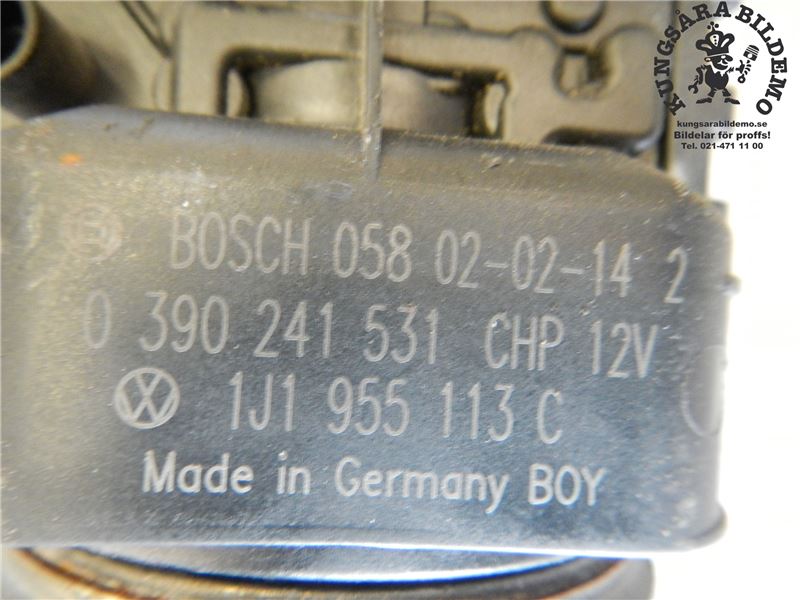 KUNGSÅRA BILDEMO
kungsarabildemo.se
Bildelar för proffs!
Tel. 021-471 11 00
BOSCH 058 02-02-14 2
0 390 241 531 CHP 12V
1J1 955 113 C
Made in Germany BOY